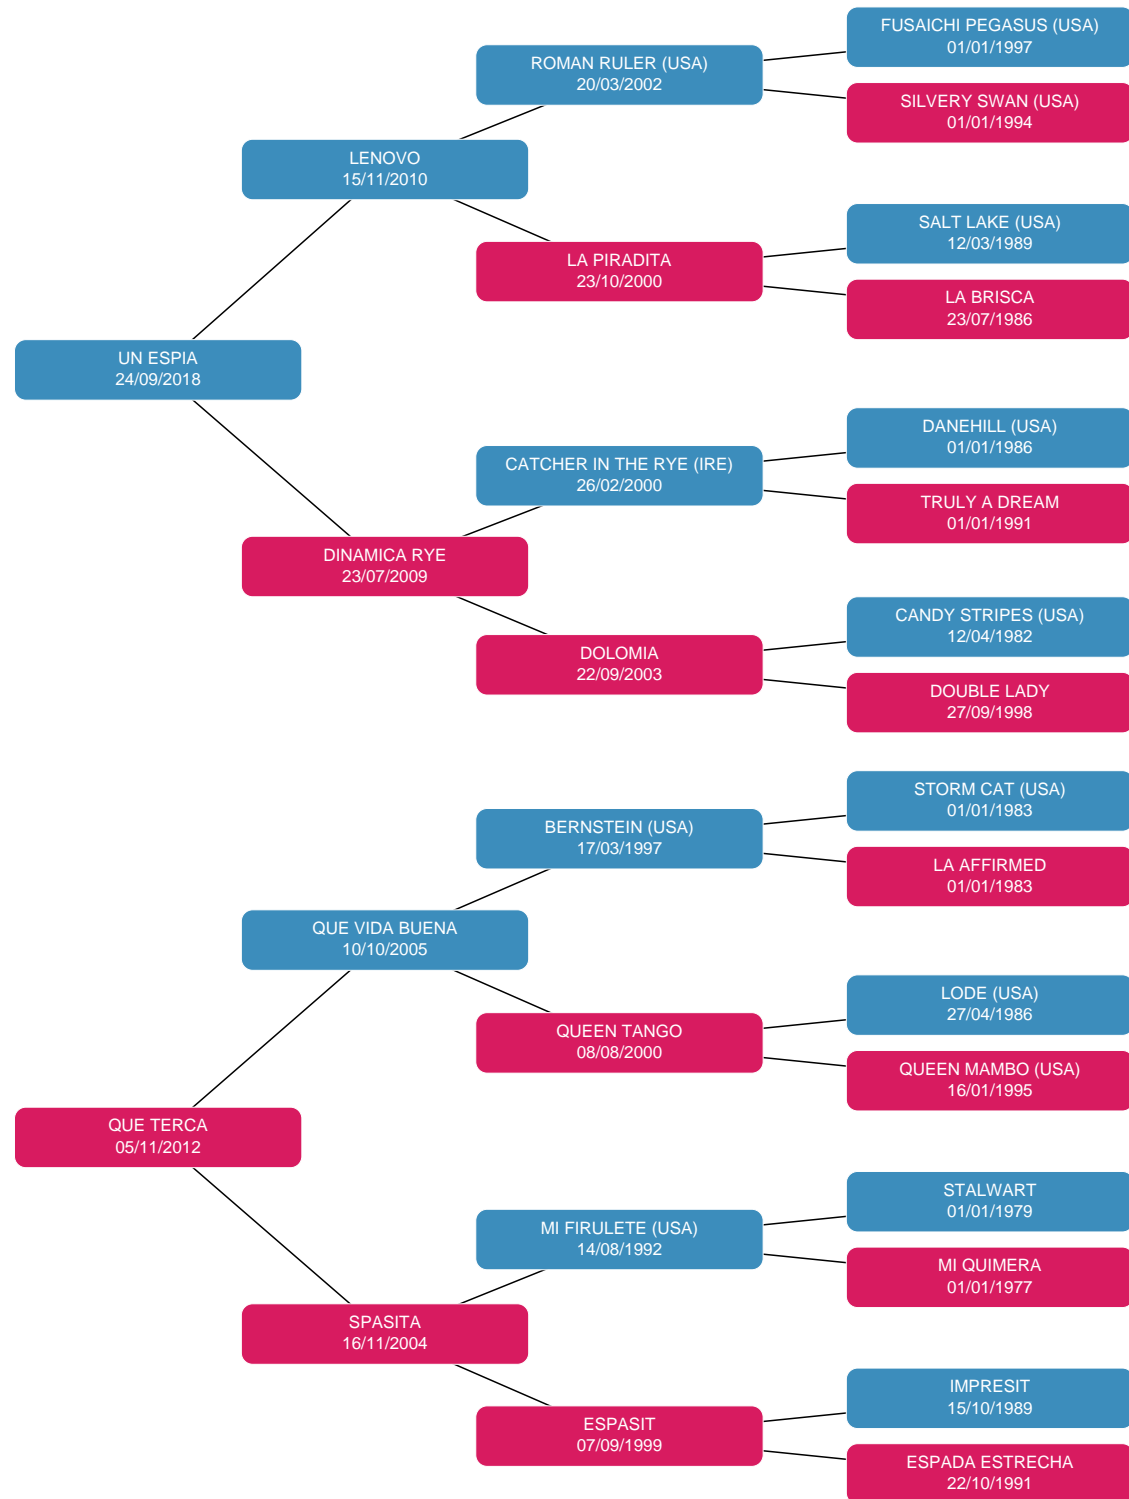 FUSAICHI PEGASUS (USA)
01/01/1997
ROMAN RULER (USA)
20/03/2002
SILVERY SWAN (USA)
01/01/1994
LENOVO
15/11/2010
SALT LAKE (USA)
12/03/1989
LA PIRADITA
23/10/2000
LA BRISCA
23/07/1986
UN ESPIA
24/09/2018
DANEHILL (USA)
01/01/1986
CATCHER IN THE RYE (IRE)
26/02/2000
TRULY A DREAM
01/01/1991
DINAMICA RYE
23/07/2009
CANDY STRIPES (USA)
12/04/1982
DOLOMIA
22/09/2003
DOUBLE LADY
27/09/1998
STORM CAT (USA)
01/01/1983
BERNSTEIN (USA)
17/03/1997
LA AFFIRMED
01/01/1983
QUE VIDA BUENA
10/10/2005
LODE (USA)
27/04/1986
QUEEN TANGO
08/08/2000
QUEEN MAMBO (USA)
16/01/1995
QUE TERCA
05/11/2012
STALWART
01/01/1979
MI FIRULETE (USA)
14/08/1992
MI QUIMERA
01/01/1977
SPASITA
16/11/2004
IMPRESIT
15/10/1989
ESPASIT
07/09/1999
ESPADA ESTRECHA
22/10/1991